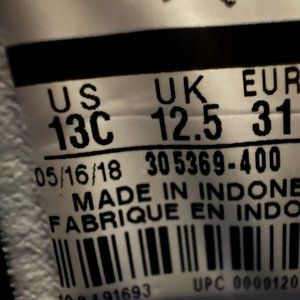 US UK EUR
13C 12.5 31
05/16/18 305369-400
MADE IN INDONE
FABRIQUE EN INDO
UPC 0009120